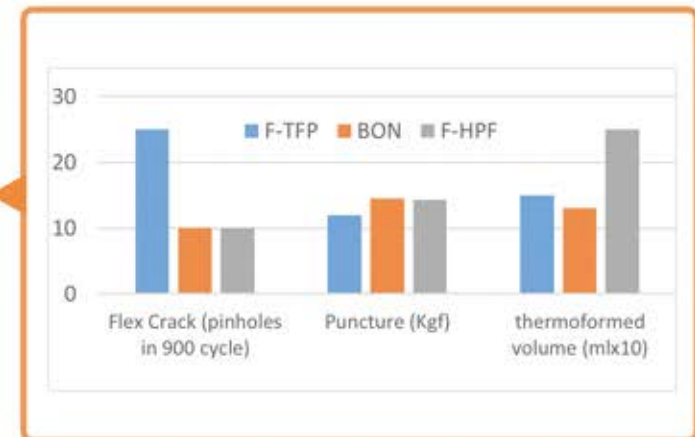 30
F-TFP BON F-HPF
20
10
0
Flex Crack (pinholes
in 900 cycle)
Puncture (Kgf)
thermoformed
volume (mlx10)